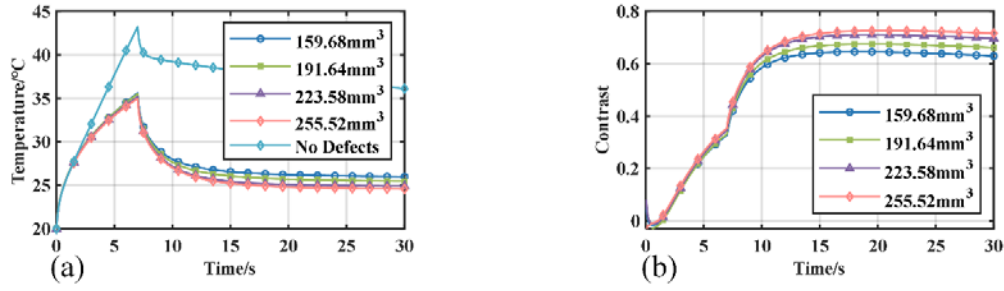 45
40
35
30
25
20
Temperature/°C
159.68mm³
191.64mm³
223.58mm³
255.52mm³
No Defects
0 5 10 15 20 25 30
Time/s
(a)
0.8
0.6
0.4
0.2
0
Contrast
159.68mm³
191.64mm³
223.58mm³
255.52mm³
0 5 10 15 20 25 30
Time/s
(b)